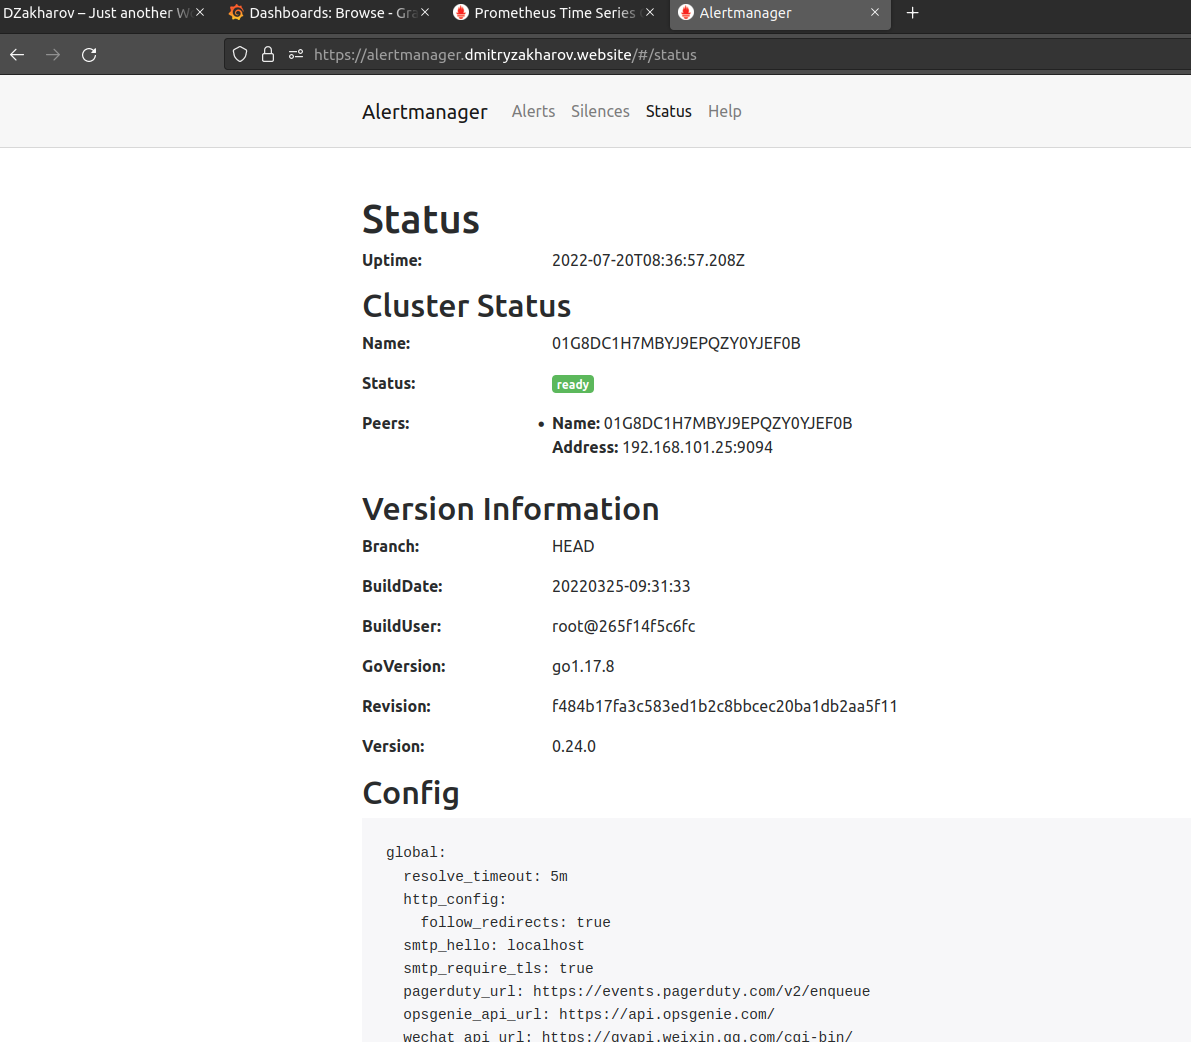 DZakharov – Just another W
Dashboards: Browse - Gra
Prometheus Time Series
Alertmanager
https://alertmanager.dmitryzakharov.website/#/status
Alertmanager Alerts Silences Status Help
Status
Uptime: 2022-07-20T08:36:57.208Z
Cluster Status
Name: 01G8DC1H7MBYJ9EPQZY0YJEF0B
Status: ready
Peers: • Name: 01G8DC1H7MBYJ9EPQZY0YJEF0B
Address: 192.168.101.25:9094
Version Information
Branch: HEAD
BuildDate: 20220325-09:31:33
BuildUser: root@265f14f5c6fc
GoVersion: go1.17.8
Revision: f484b17fa3c583ed1b2c8bbcec20ba1db2aa5f11
Version: 0.24.0
Config
global:
resolve_timeout: 5m
http_config:
follow_redirects: true
smtp_hello: localhost
smtp_require_tls: true
pagerduty_url: https://events.pagerduty.com/v2/enqueue
opsgenie_api_url: https://api.opsgenie.com/
wechat_api_url: https://qyapi.weixin.qq.com/cgi-bin/